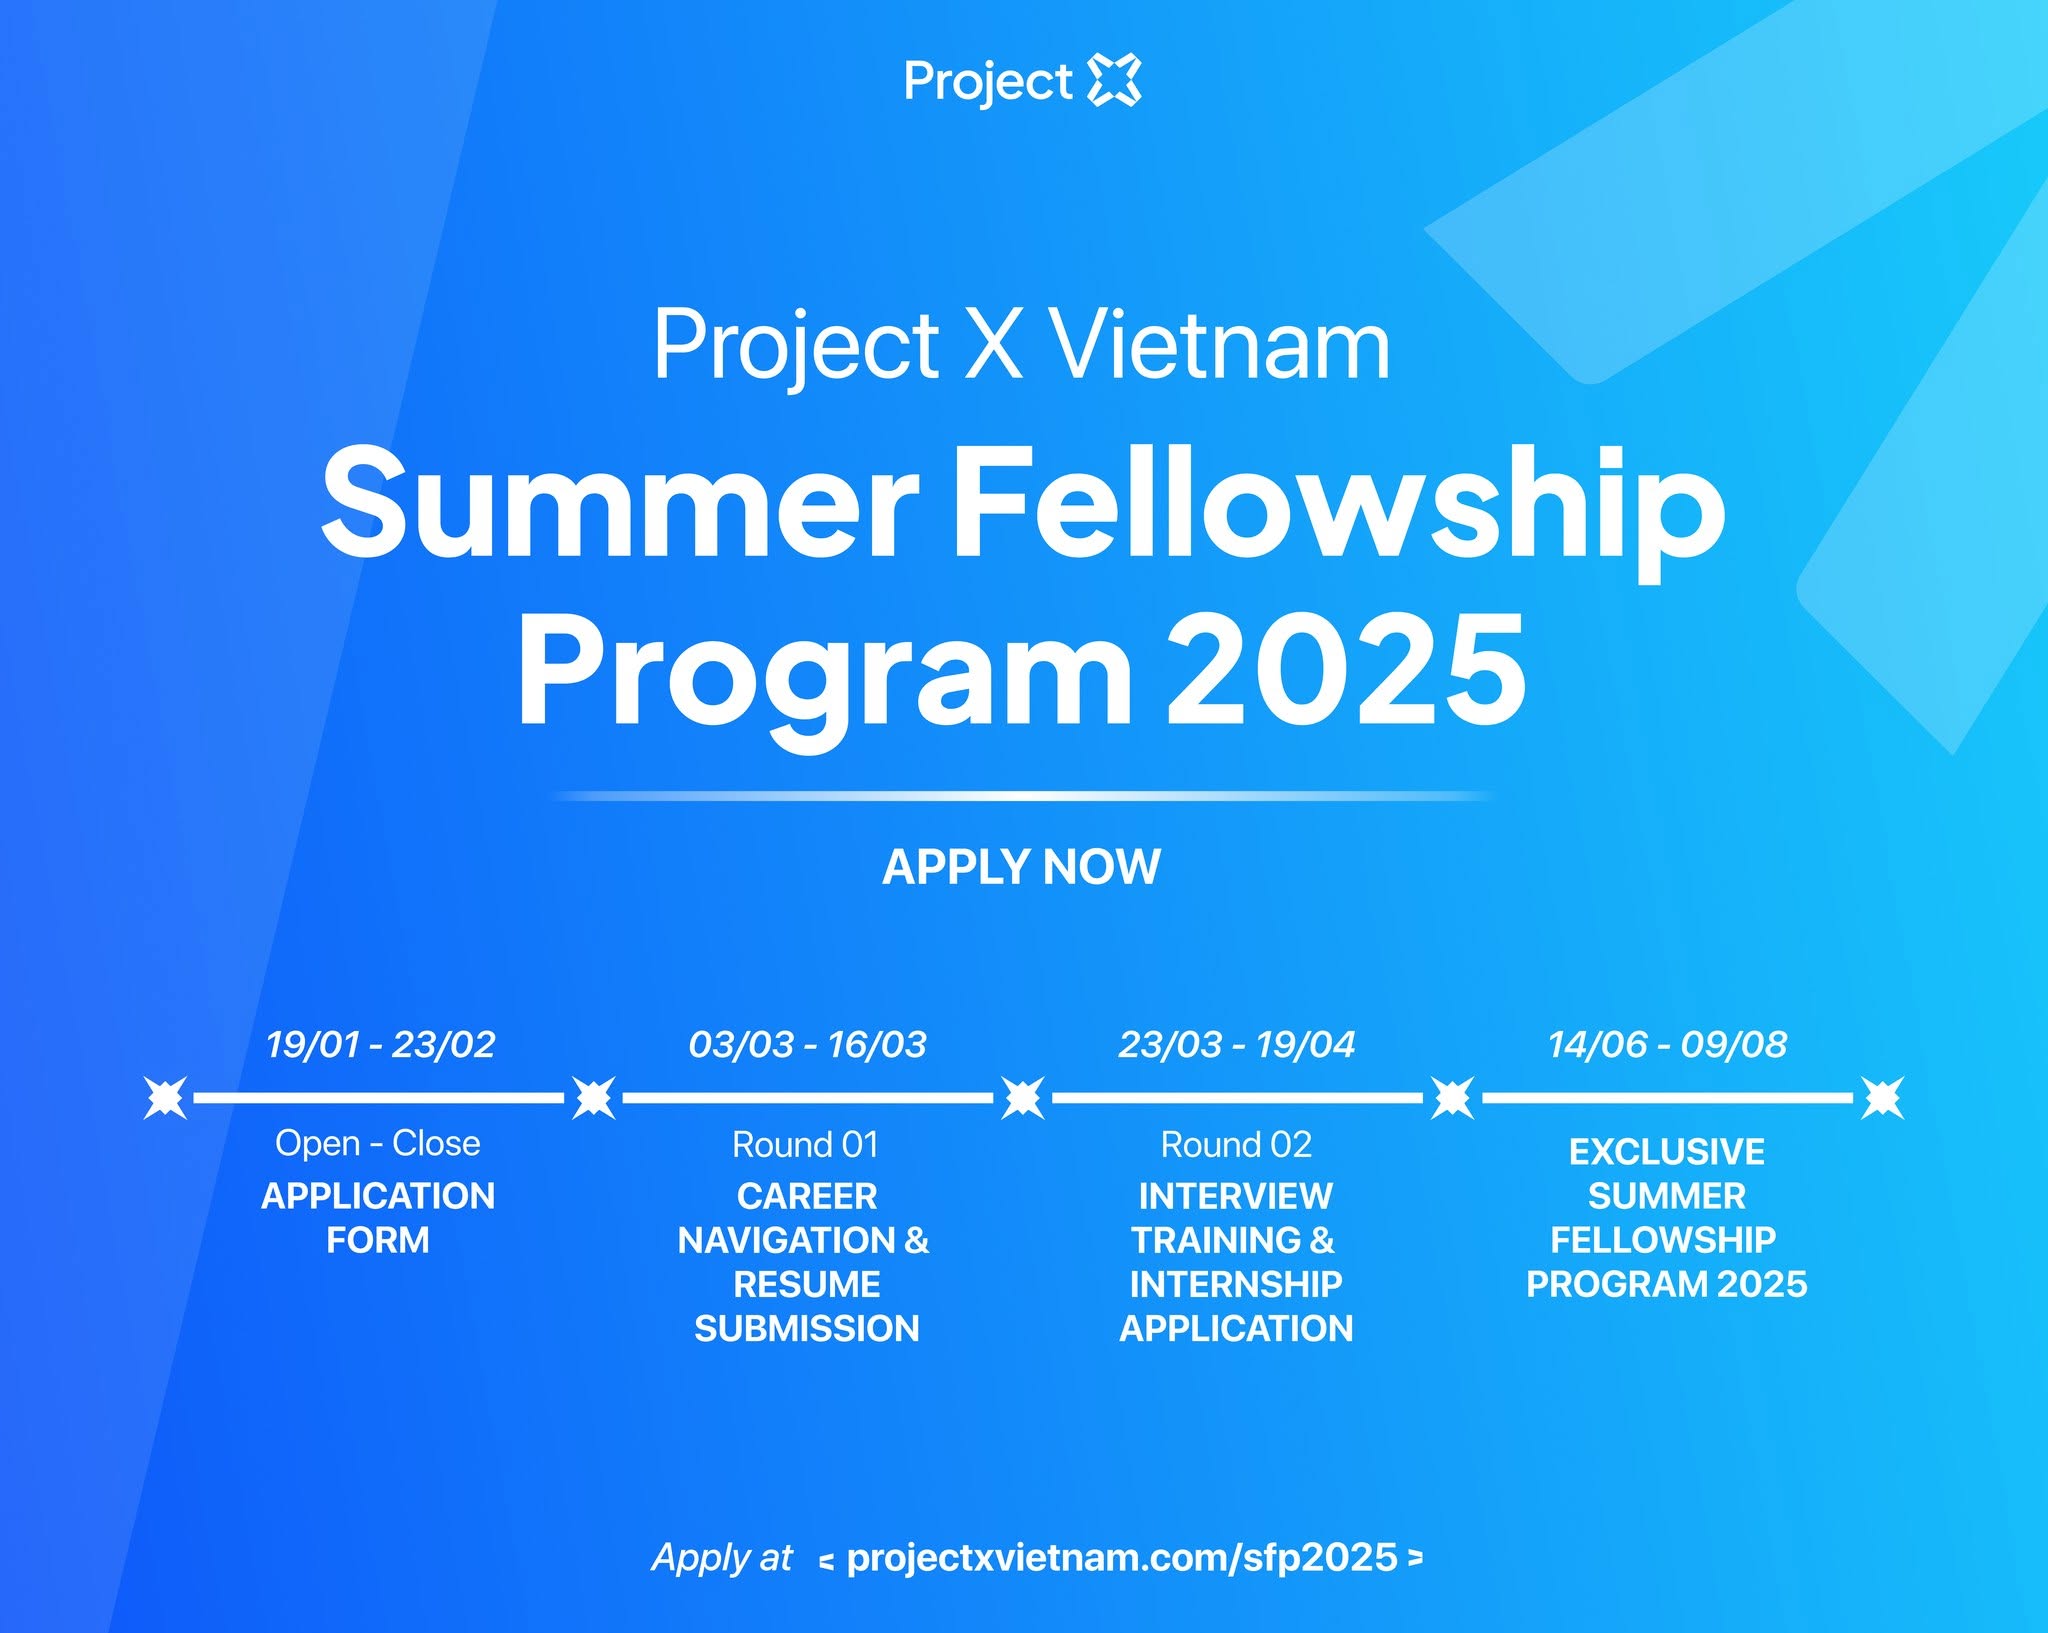 Project
Project X Vietnam
Summer Fellowship
Program 2025
APPLY NOW
19/01 - 23/02
Open - Close
APPLICATION
FORM
03/03 - 16/03
Round 01
CAREER
NAVIGATION &
RESUME
SUBMISSION
23/03 - 19/04
Round 02
INTERVIEW
TRAINING &
INTERNSHIP
APPLICATION
14/06 - 09/08
EXCLUSIVE
SUMMER
FELLOWSHIP
PROGRAM 2025
Apply at < projectxvietnam.com/sfp2025 >